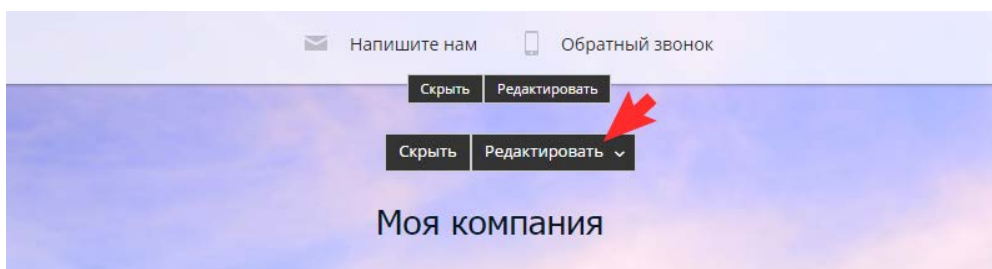 Напишите нам Обратный звонок
Скрыть Редактировать
Скрыть Редактировать
Моя компания